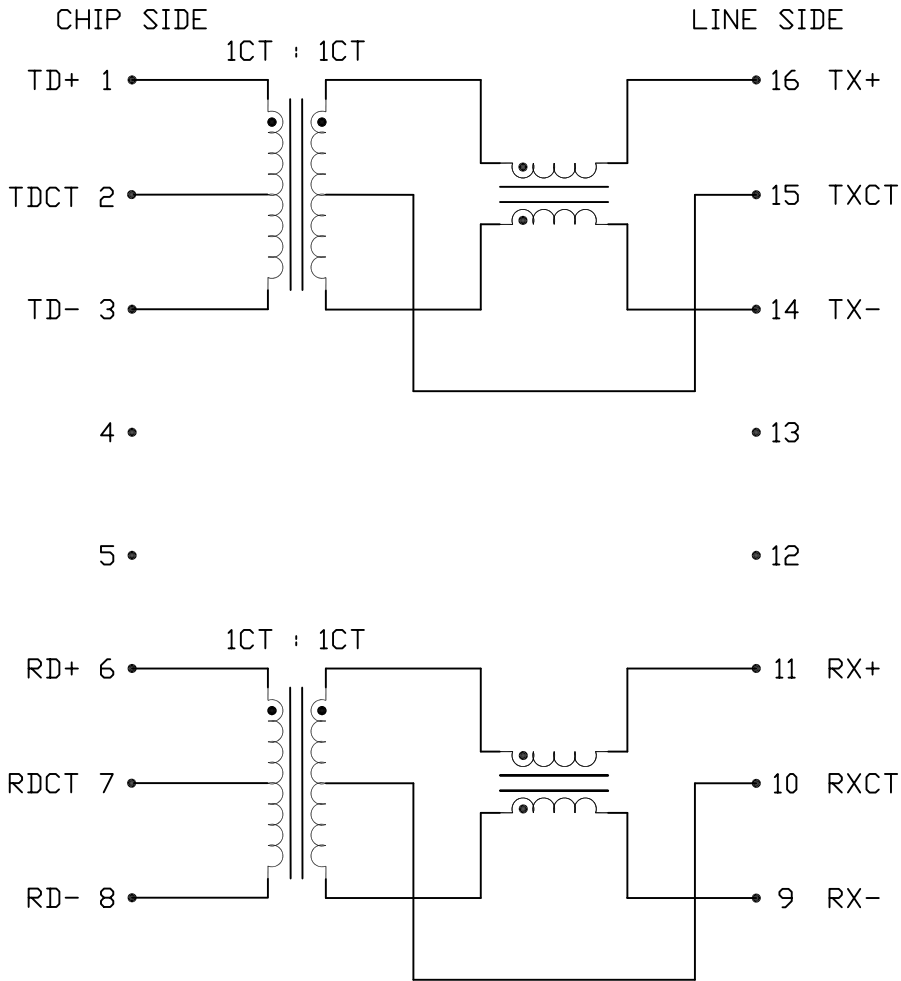 CHIP SIDE LINE SIDE
1CT : 1CT
TD+ 1 16 TX+
TDCT 2 15 TXCT
TD- 3 14 TX-
4 13
5 12
1CT : 1CT
RD+ 6 11 RX+
RDCT 7 10 RXCT
RD- 8 9 RX-